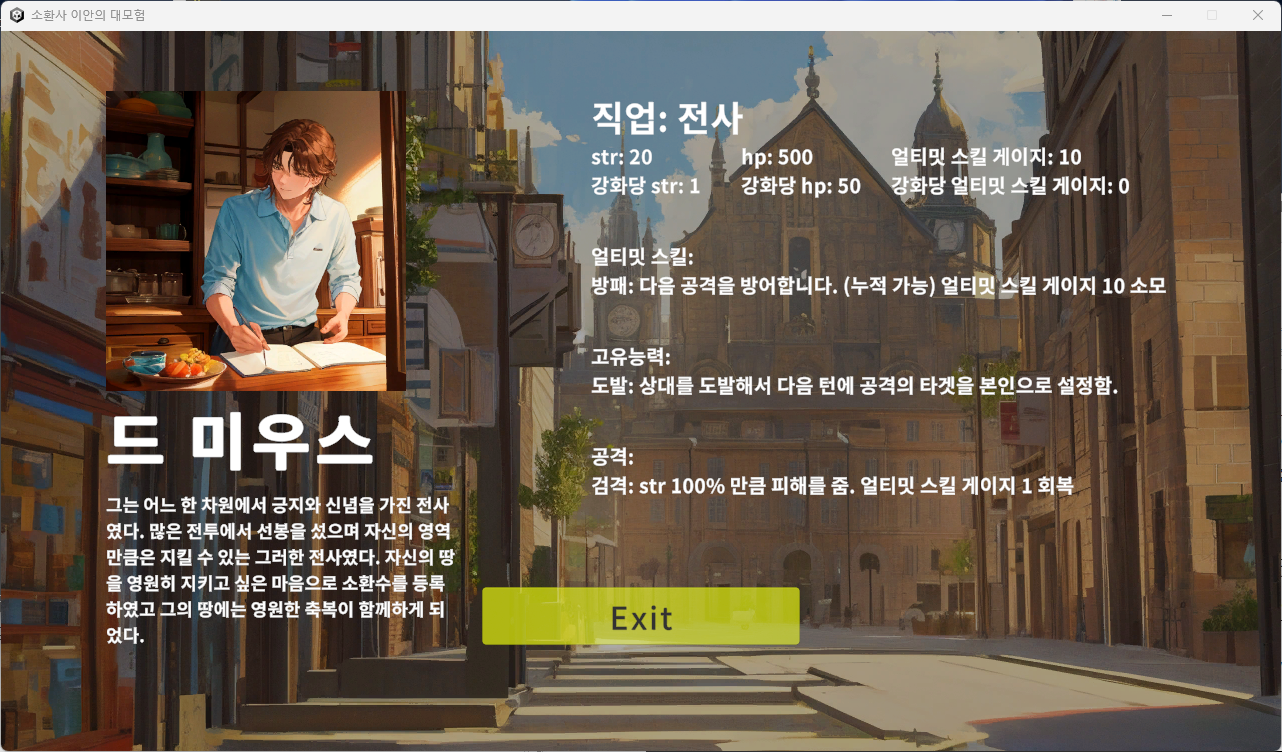 소환사 이안의 대모험
직업: 전사
str: 20 hp: 500 얼티밋 스킬 게이지: 10
강화당 str: 1 강화당 hp: 50 강화당 얼티밋 스킬 게이지: 0
얼티밋 스킬:
방패: 다음 공격을 방어합니다. (누적 가능) 얼티밋 스킬 게이지 10 소모
고유능력:
도발: 상대를 도발해서 다음 턴에 공격의 타겟을 본인으로 설정함.
공격:
검격: str 100% 만큼 피해를 줌. 얼티밋 스킬 게이지 1 회복
드 미우스
그는 어느 한 차원에서 긍지와 신념을 가진 전사
였다. 많은 전투에서 선봉을 섰으며 자신의 영역
만큼은 지킬 수 있는 그러한 전사였다. 자신의 땅
을 영원히 지키고 싶은 마음으로 소환수를 등록
하였고 그의 땅에는 영원한 축복이 함께하게 되
었다.
Exit